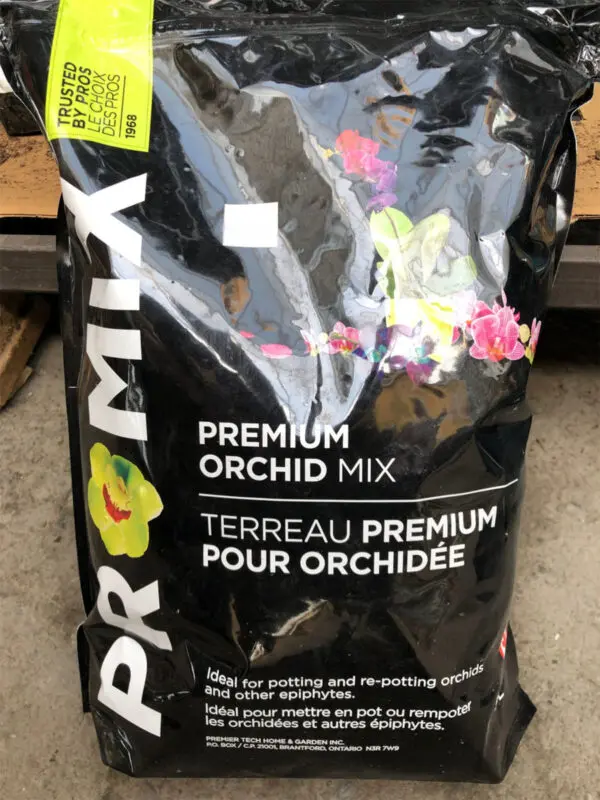 TRUSTED
BY PROS
LE CHOIX
DES PROS
1968
PRO MIX
PREMIUM
ORCHID MIX
TERREAU PREMIUM
POUR ORCHIDÉE
Ideal for potting and re-potting orchids
and other epiphytes.
Idéal pour mettre en pot ou rempoter
les orchidées et autres épiphytes.
PREMIER TECH HOME & GARDEN INC.
P.O. BOX / C.P. 21001, BRANTFORD, ONTARIO N3R 7W9